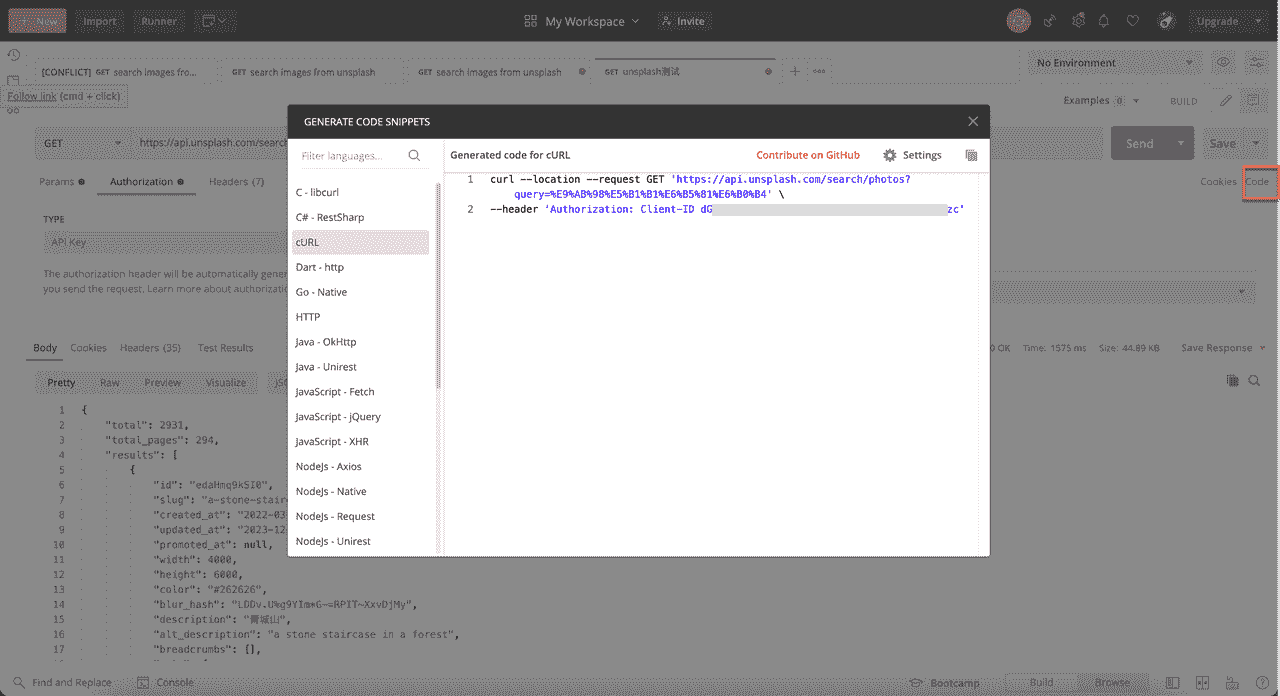 New Import Runner My Workspace Invite Upgrade
[CONFLICT] GET search images fro... GET search images from unsplash GET search images from unsplash GET unsplash测试 No Environment
Follow link (cmd + click)
Examples 0 BUILD
GET https://api.unsplash.com/searc Send Save
Params Authorization Headers (7) Cookies Code
TYPE
API Key
The authorization header will be automatically gener
you send the request. Learn more about authorizatio
GENERATE CODE SNIPPETS
Filter languages...
C - libcurl
C# - RestSharp
cURL
Dart - http
Go - Native
HTTP
Java - OkHttp
Java - Unirest
JavaScript - Fetch
JavaScript - jQuery
JavaScript - XHR
NodeJs - Axios
NodeJs - Native
NodeJs - Request
NodeJs - Unirest
Generated code for cURL Contribute on GitHub Settings
1 curl --location --request GET 'https://api.unsplash.com/search/photos?
query=%E9%AB%98%E5%B1%B1%E6%B5%81%E6%B0%B4' \
2 --header 'Authorization: Client-ID dG zc'
Body Cookies Headers (35) Test Results 0 OK Time: 1575 ms Size: 44.89 KB Save Response
Pretty Raw Preview Visualize JS
1 {
2 "total": 2931,
3 "total_pages": 294,
4 "results": [
5 {
6 "id": "edaHmq9kSI0",
7 "slug": "a-stone-stair
8 "created_at": "2022-03
9 "updated_at": "2023-12
10 "promoted_at": null,
11 "width": 4000,
12 "height": 6000,
13 "color": "#262626",
14 "blur_hash": "LDDv.U%g9YIm*G~=RPIT~XxvDjMy",
15 "description": "青城山",
16 "alt_description": "a stone staircase in a forest",
17 "breadcrumbs": [],
Find and Replace Console Bootcamp Build Browse